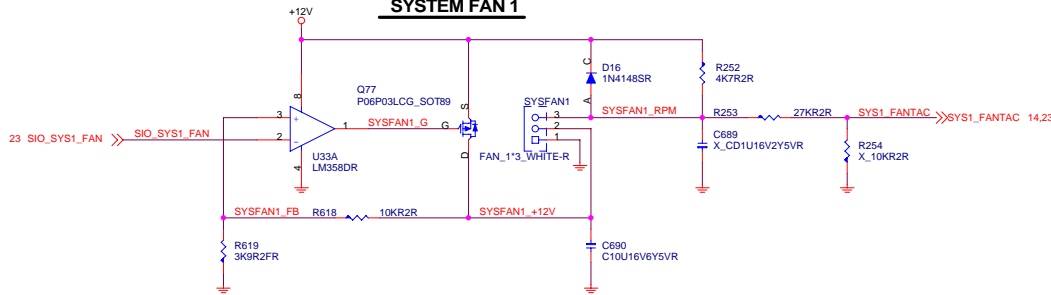 SYSTEM FAN 1
+12V
D16
1N4148SR
C
A
R252
4K7R2R
Q77
P06P03LCG_SOT89
S
G
D
SYSFAN1
3
2
1
FAN_1*3_WHITE-R
SYSFAN1_RPM
R253
27KR2R
SYS1_FANTAC
SYS1_FANTAC 14,23
8
3
+
1
SYSFAN1_G
23 SIO_SYS1_FAN
SIO_SYS1_FAN
2
-
4
U33A
LM358DR
C689
X_CD1U16V2Y5VR
R254
X_10KR2R
SYSFAN1_FB
R618
10KR2R
SYSFAN1_+12V
R619
3K9R2FR
C690
C10U16V6Y5VR